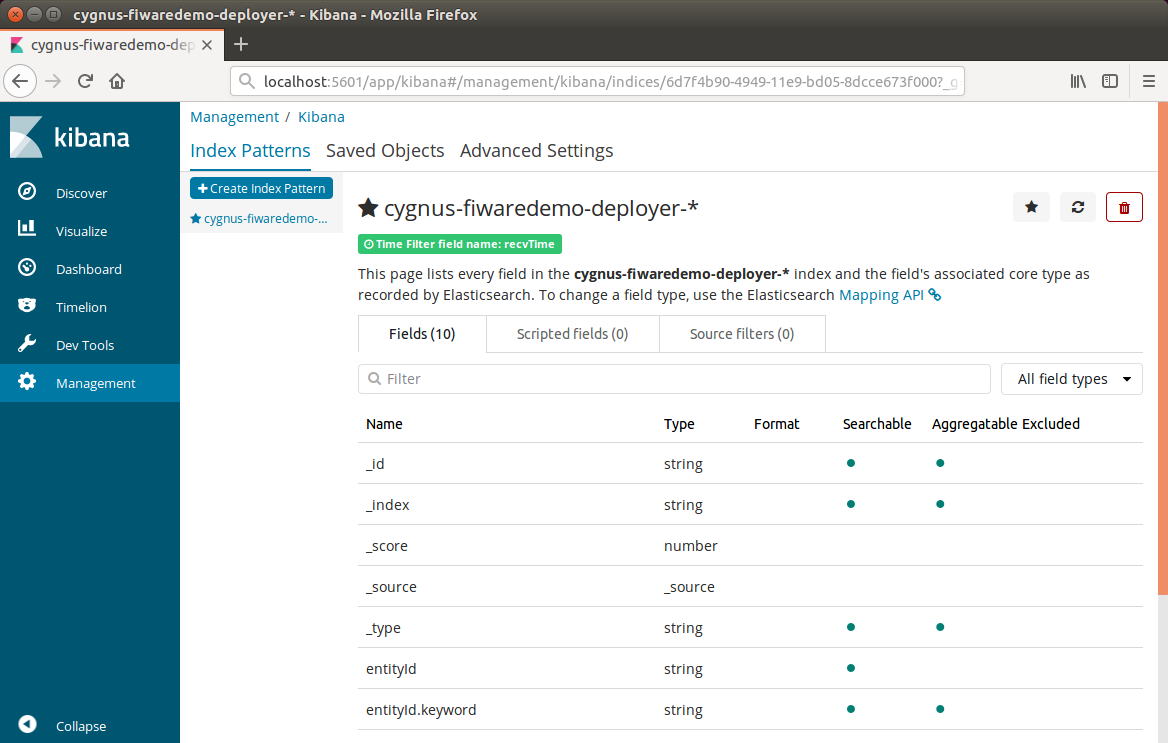 cygnus-fiwaredemo-deployer-* - Kibana - Mozilla Firefox
cygnus-fiwaredemo-dep
localhost:5601/app/kibana#/management/kibana/indices/6d7f4b90-4949-11e9-bd05-8dcce673f000?_g
kibana
Discover
Visualize
Dashboard
Timelion
Dev Tools
Management
Collapse
Management / Kibana
Index Patterns Saved Objects Advanced Settings
Create Index Pattern
cygnus-fiwaredemo-...
cygnus-fiwaredemo-deployer-*
Time Filter field name: recvTime
This page lists every field in the cygnus-fiwaredemo-deployer-* index and the field's associated core type as
recorded by Elasticsearch. To change a field type, use the Elasticsearch Mapping API
Fields (10) Scripted fields (0) Source filters (0)
Filter All field types
Name Type Format Searchable Aggregatable Excluded
_id string
_index string
_score number
_source _source
_type string
entityId string
entityId.keyword string